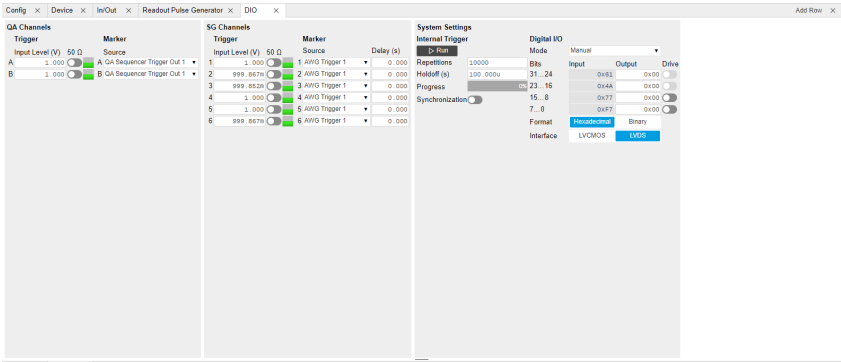 Config × Device × In/Out × Readout Pulse Generator × DIO × Add Row ×
QA Channels
Trigger Marker
Input Level (V) 50 Ω Source
A 1.000 A QA Sequencer Trigger Out 1 ▼
B 1.000 B QA Sequencer Trigger Out 1 ▼
SG Channels
Trigger Marker
Input Level (V) 50 Ω Source Delay (s)
1 1.000 1 AWG Trigger 1 ▼ 0.000
2 999.867m 2 AWG Trigger 1 ▼ 0.000
3 999.852m 3 AWG Trigger 1 ▼ 0.000
4 1.000 4 AWG Trigger 1 ▼ 0.000
5 1.000 5 AWG Trigger 1 ▼ 0.000
6 999.867m 6 AWG Trigger 1 ▼ 0.000
System Settings
Internal Trigger
▷ Run
Repetitions 10000
Holdoff (s) 100.000u
Progress 0%
Synchronization
Digital I/O
Mode Manual ▼
Bits Input Output Drive
31...24 0x61 0x00
23...16 0x4A 0x00
15...8 0x77 0x00
7...0 0xF7 0x00
Format Hexadecimal Binary
Interface LVCMOS LVDS